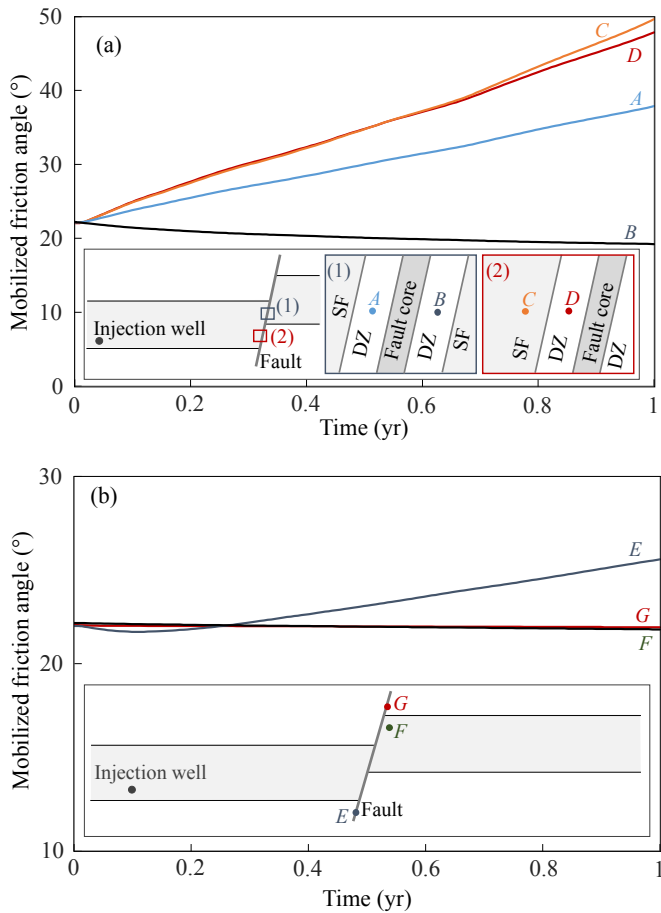 50
40
30
20
10
0
Mobilized friction angle (°)
(a)
C
D
A
B
Injection well
(1)
(2)
Fault
(1)
SF
DZ
A
Fault core
DZ
B
SF
(2)
C
SF
D
DZ
Fault core
DZ
0
0.2
0.4
0.6
0.8
1
Time (yr)
30
20
10
Mobilized friction angle (°)
(b)
E
G
F
G
F
Injection well
E
Fault
0
0.2
0.4
0.6
0.8
1
Time (yr)